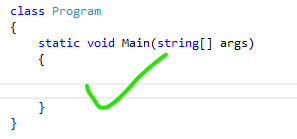 class Program
{
    static void Main(string[] args)
    {
    }
}